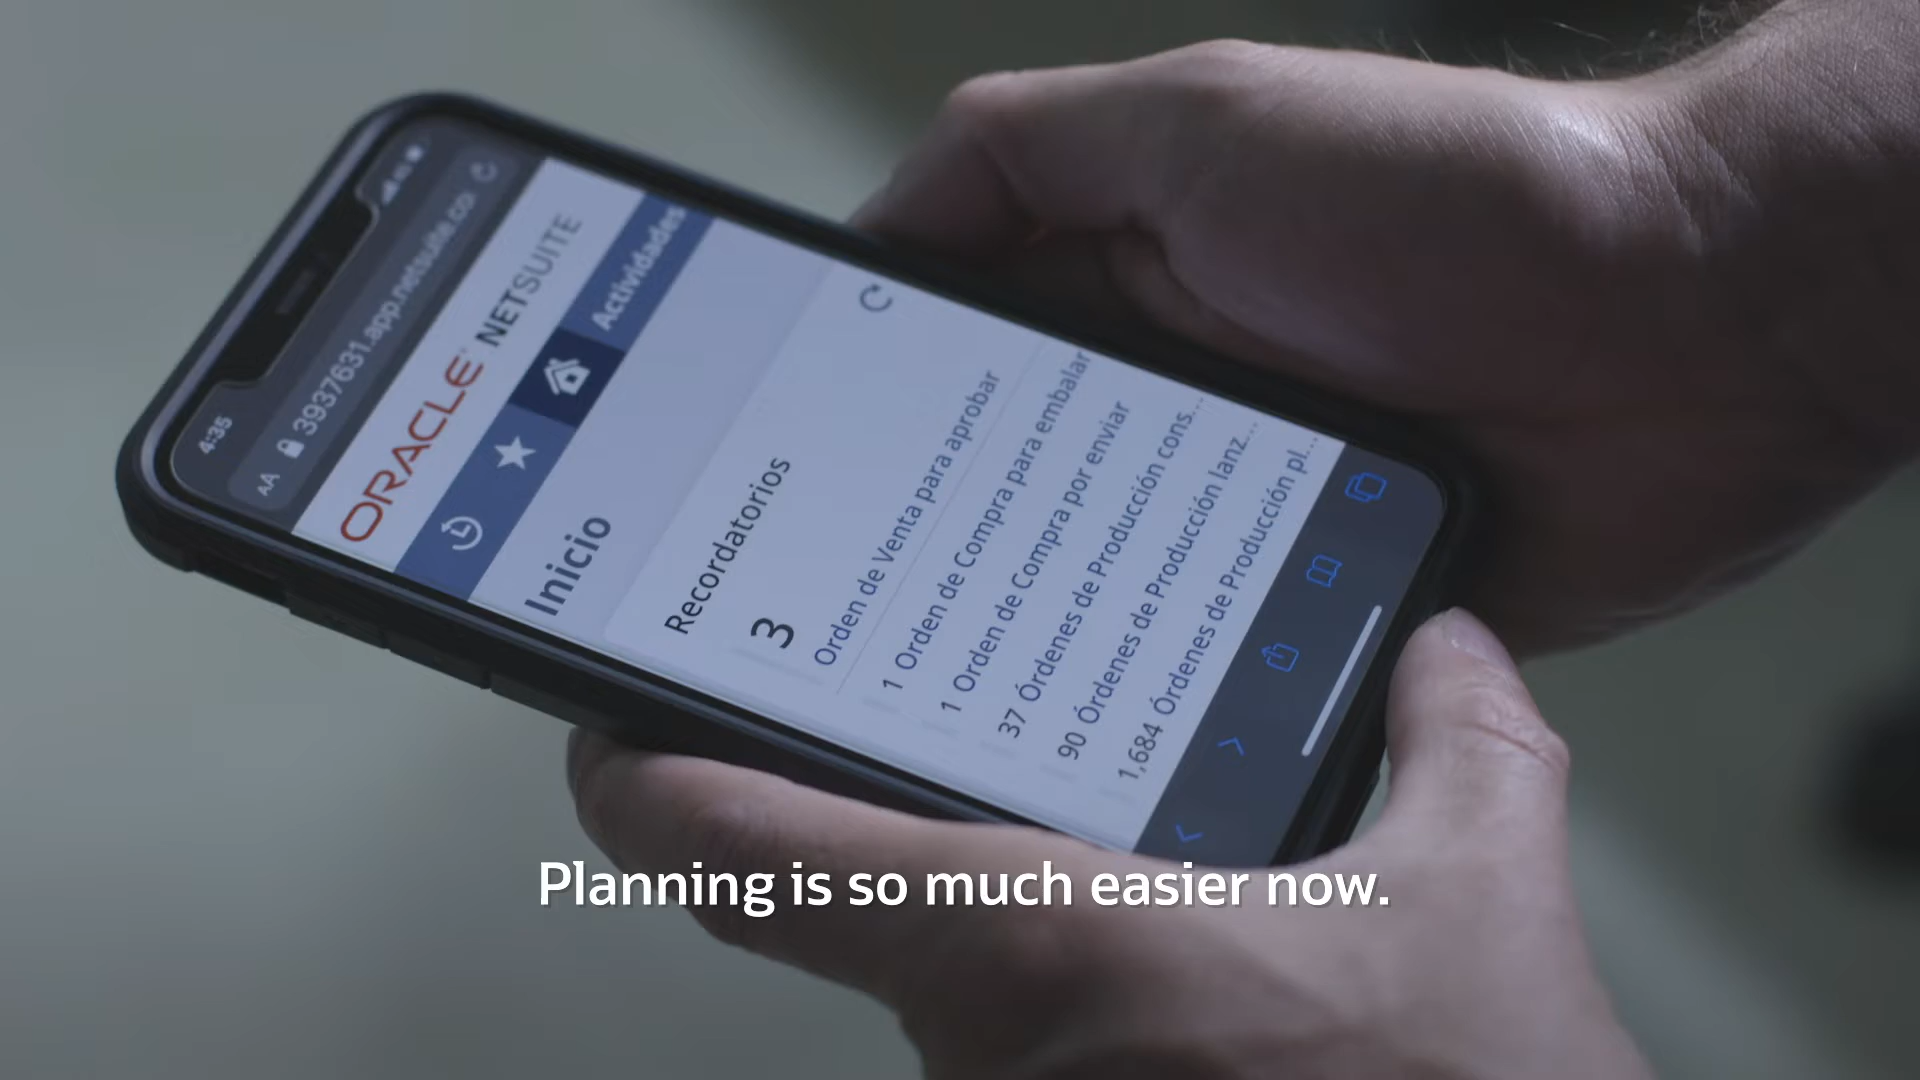 4:35
AA 3937631.app.netsuite.co
ORACLE NETSUITE
Actividades
Inicio
Recordatorios
3
Orden de Venta para aprobar
1 Orden de Compra para embalar
1 Orden de Compra por enviar
37 Órdenes de Producción cons...
90 Órdenes de Producción lanz...
1,684 Órdenes de Producción pl...
Planning is so much easier now.